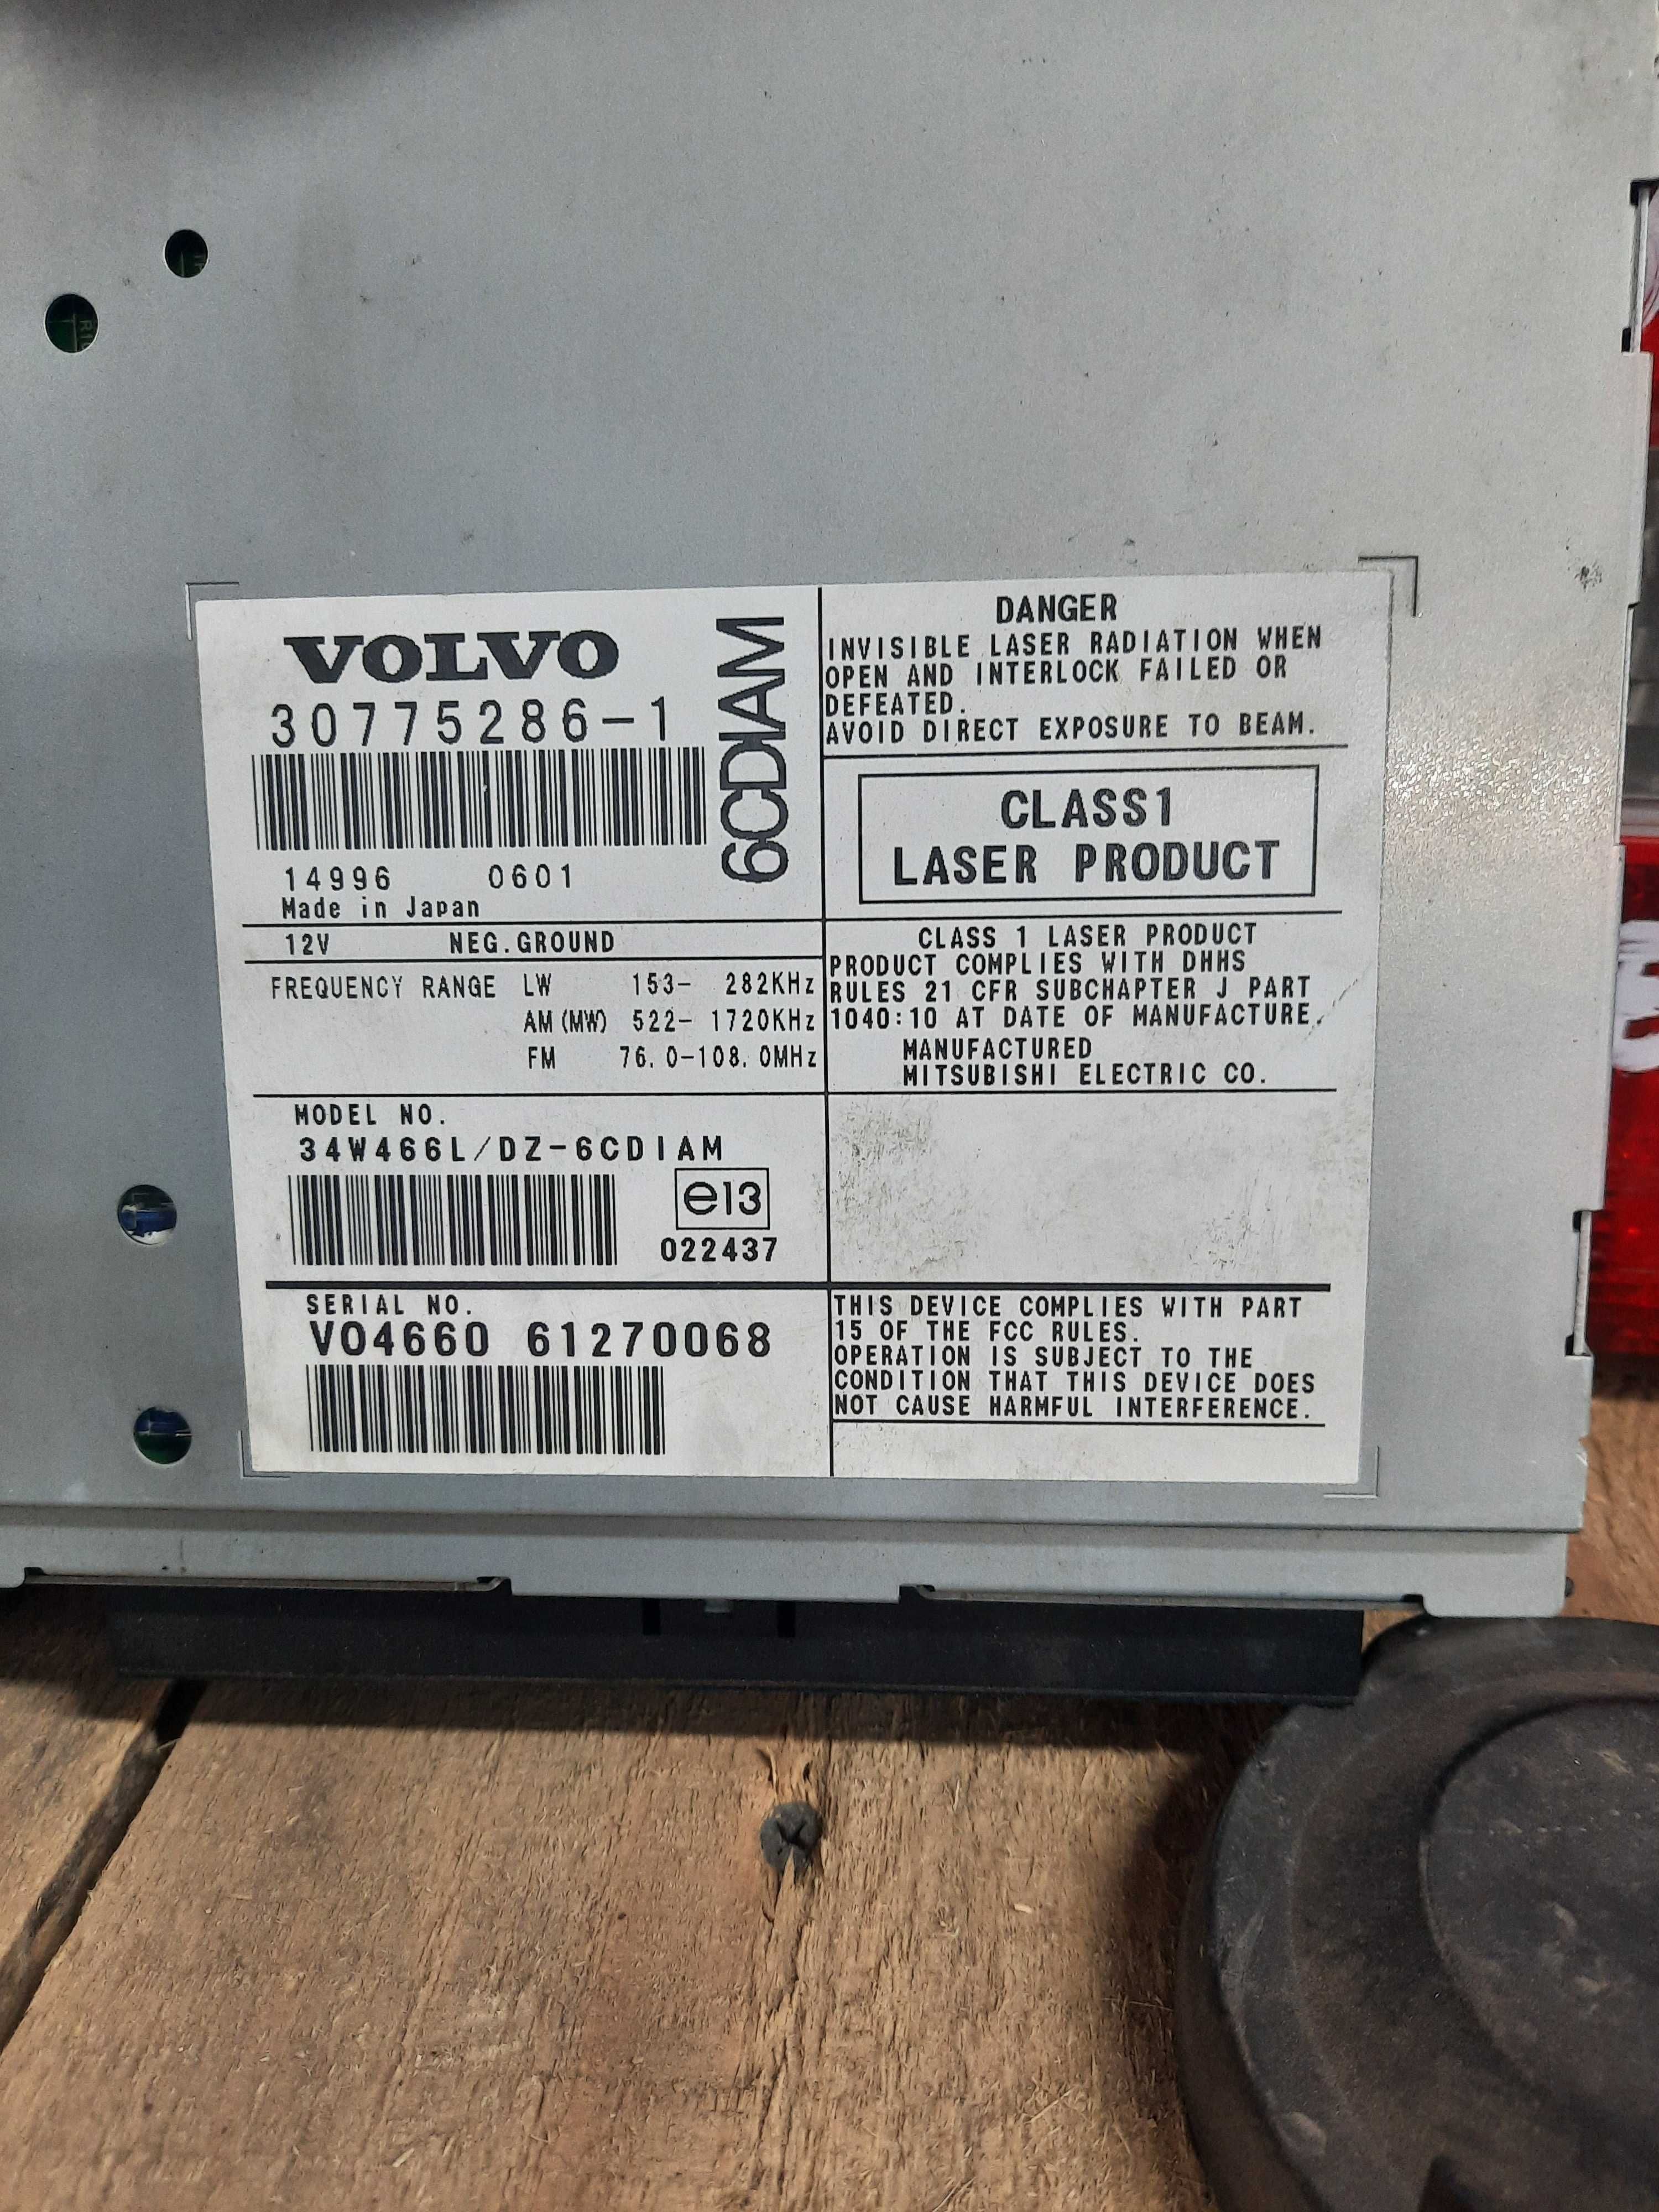 VOLVO
30775286-1
6CDIAM
14996 0601
Made in Japan
12V NEG.GROUND
FREQUENCY RANGE LW 153- 282KHz
AM(MW) 522- 1720KHz
FM 76.0-108.0MHz
MODEL NO.
34W466L/DZ-6CDIAM
e13
022437
SERIAL NO.
VO4660 61270068
DANGER
INVISIBLE LASER RADIATION WHEN
OPEN AND INTERLOCK FAILED OR
DEFEATED.
AVOID DIRECT EXPOSURE TO BEAM.
CLASS1
LASER PRODUCT
CLASS 1 LASER PRODUCT
PRODUCT COMPLIES WITH DHHS
RULES 21 CFR SUBCHAPTER J PART
1040:10 AT DATE OF MANUFACTURE.
MANUFACTURED
MITSUBISHI ELECTRIC CO.
THIS DEVICE COMPLIES WITH PART
15 OF THE FCC RULES.
OPERATION IS SUBJECT TO THE
CONDITION THAT THIS DEVICE DOES
NOT CAUSE HARMFUL INTERFERENCE.